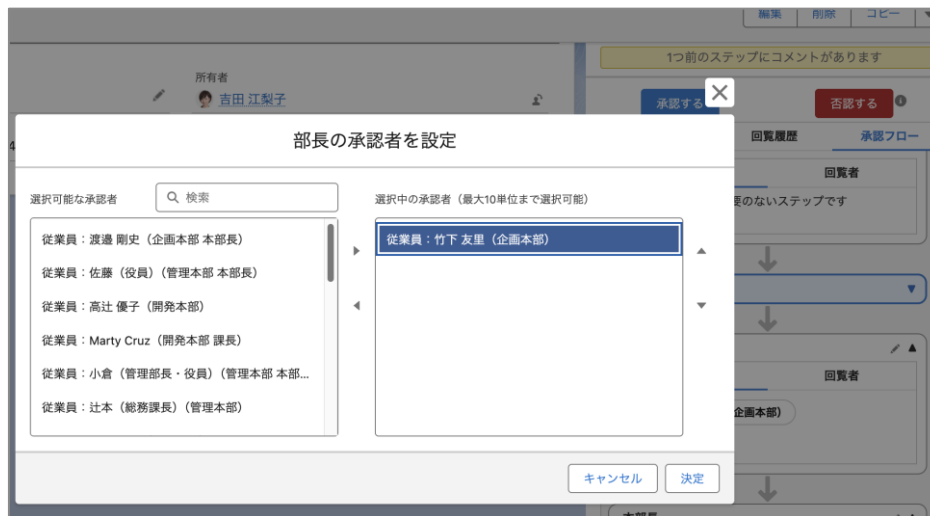 編集
削除
コピー
1つ前のステップにコメントがあります
所有者
吉田 江梨子
承認する
否認する
回覧履歴
承認フロー
回覧者
要のないステップです
部長の承認者を設定
選択可能な承認者
検索
選択中の承認者（最大10単位まで選択可能）
従業員：渡邉 剛史（企画本部 本部長）
従業員：佐藤（役員）（管理本部 本部長）
従業員：高辻 優子（開発本部）
従業員：Marty Cruz（開発本部 課長）
従業員：小倉（管理部長・役員）（管理本部 本部...
従業員：辻本（総務課長）（管理本部）
従業員：竹下 友里（企画本部）
回覧者
企画本部）
キャンセル
決定
本部長